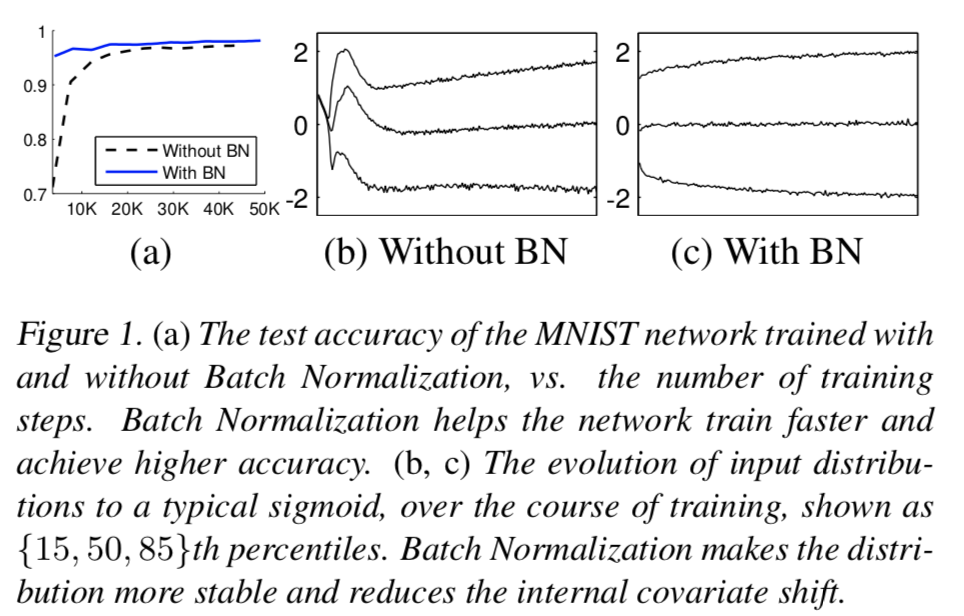 1
0.9
0.8
0.7
10K 20K 30K 40K 50K
Without BN
With BN
2
0
-2
2
0
-2
(a)
(b) Without BN
(c) With BN
Figure 1. (a) The test accuracy of the MNIST network trained with
and without Batch Normalization, vs. the number of training
steps. Batch Normalization helps the network train faster and
achieve higher accuracy. (b, c) The evolution of input distribu-
tions to a typical sigmoid, over the course of training, shown as
{15, 50, 85}th percentiles. Batch Normalization makes the distri-
bution more stable and reduces the internal covariate shift.